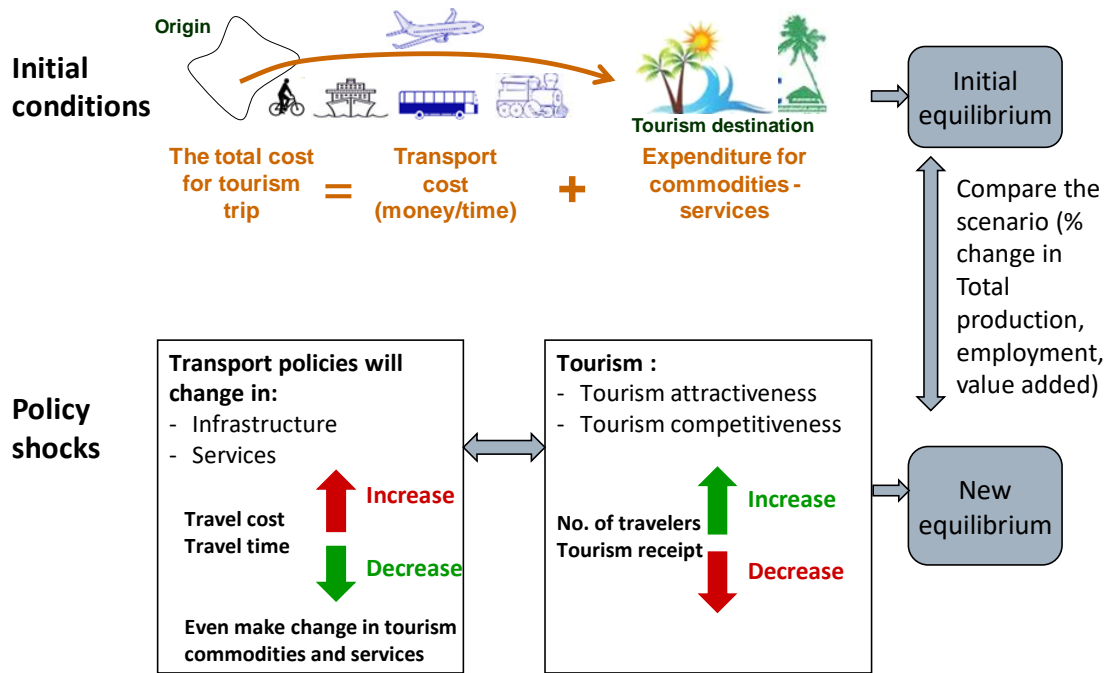 Origin
Initial
conditions
Tourism destination
The total cost
for tourism
trip
=
Transport
cost
(money/time)
+
Expenditure for
commodities -
services
Initial
equilibrium
Compare the
scenario (%
change in
Total
production,
employment,
value added)
Policy
shocks
Transport policies will
change in:
- Infrastructure
- Services
Increase
Travel cost
Travel time
Decrease
Even make change in tourism
commodities and services
Tourism :
- Tourism attractiveness
- Tourism competitiveness
Increase
No. of travelers
Tourism receipt
Decrease
New
equilibrium